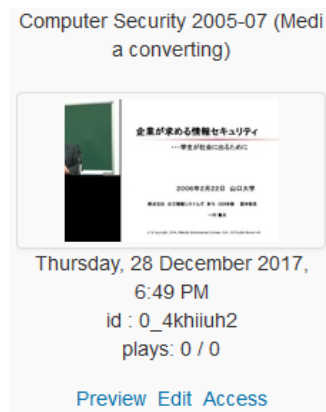 Computer Security 2005-07 (Medi
a converting)
企業が求める情報セキュリティ
･･･学生が社会に出るために
2006年2月22日 山口大学
Thursday, 28 December 2017,
6:49 PM
id : 0_4khiiuh2
plays: 0 / 0
Preview Edit Access